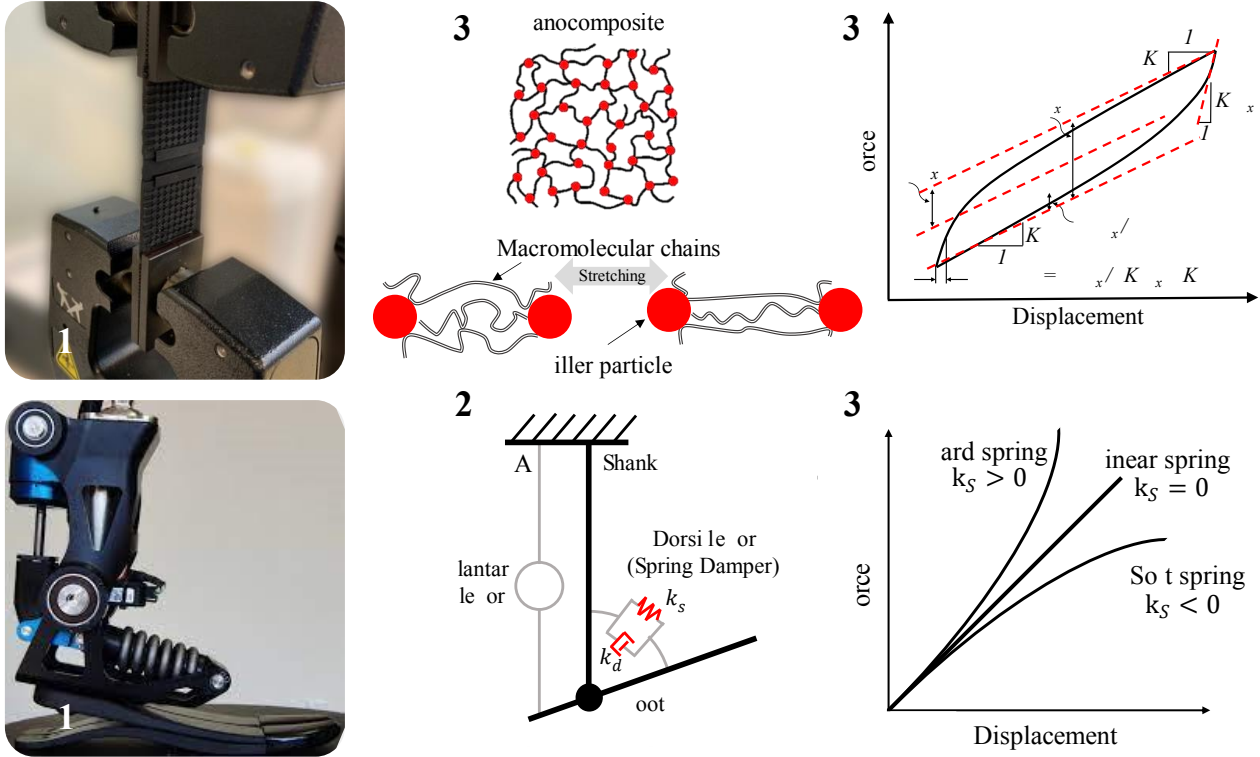 1
3
anocomposite
Macromolecular chains
Stretching
iller particle
3
orce
1
K
x
K x
1
x
K
1
x/
= x/ K x K
Displacement
1
2
A
Shank
Dorsi le or
(Spring Damper)
lantar
le or
k_s
k_d
oot
3
orce
ard spring
k_S > 0
inear spring
k_S = 0
So t spring
k_S < 0
Displacement